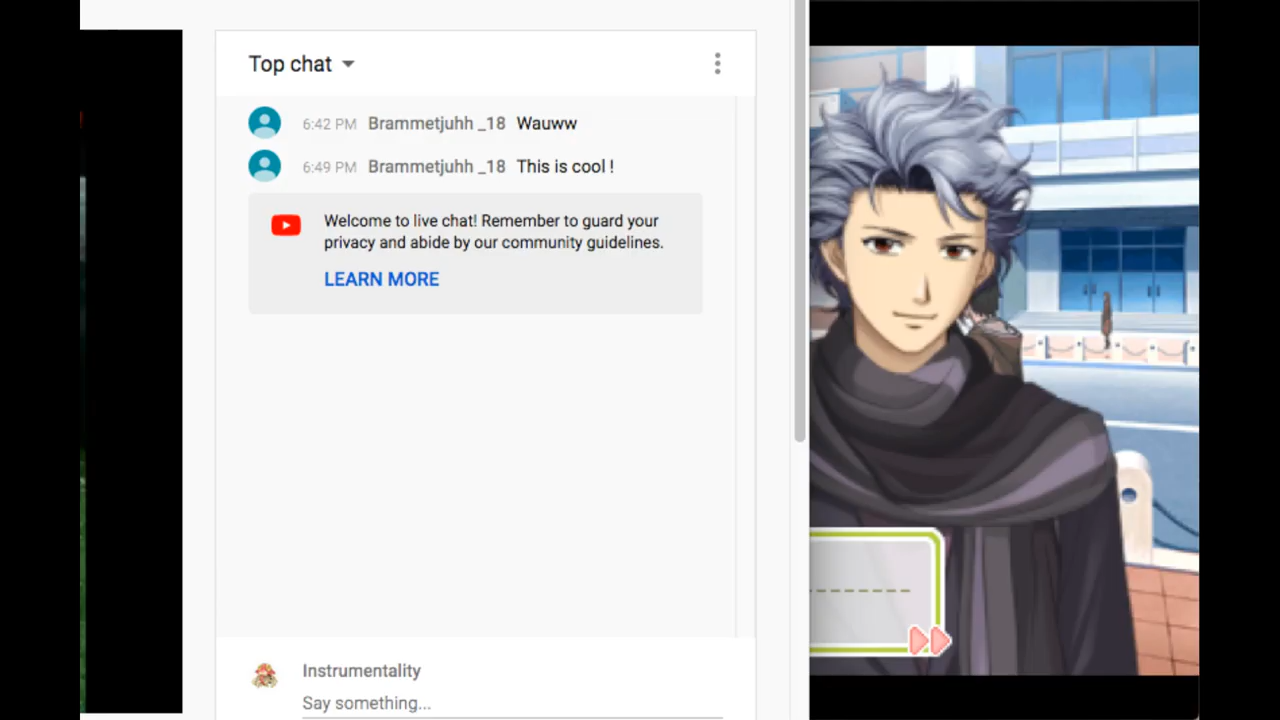 Top chat
6:42 PM Brammetjuhh _18 Wauww
6:49 PM Brammetjuhh _18 This is cool !
Welcome to live chat! Remember to guard your
privacy and abide by our community guidelines.
LEARN MORE
Instrumentality
Say something...